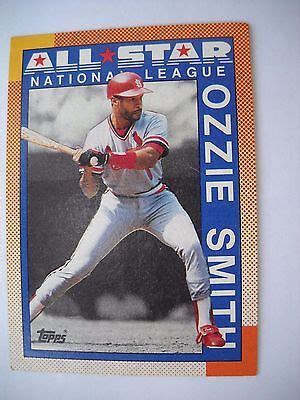 ALL★STAR
NATIONAL LEAGUE
OZZIE SMITH
Topps